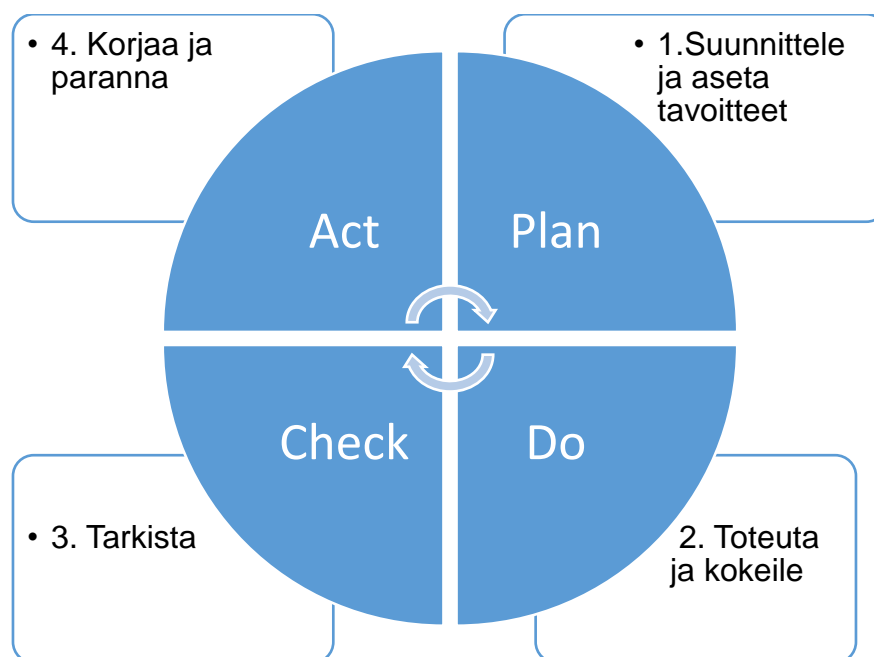 • 4. Korjaa ja
paranna
• 1.Suunnittele
ja aseta
tavoitteet
Act
Plan
Check
Do
• 3. Tarkista
2. Toteuta
ja kokeile